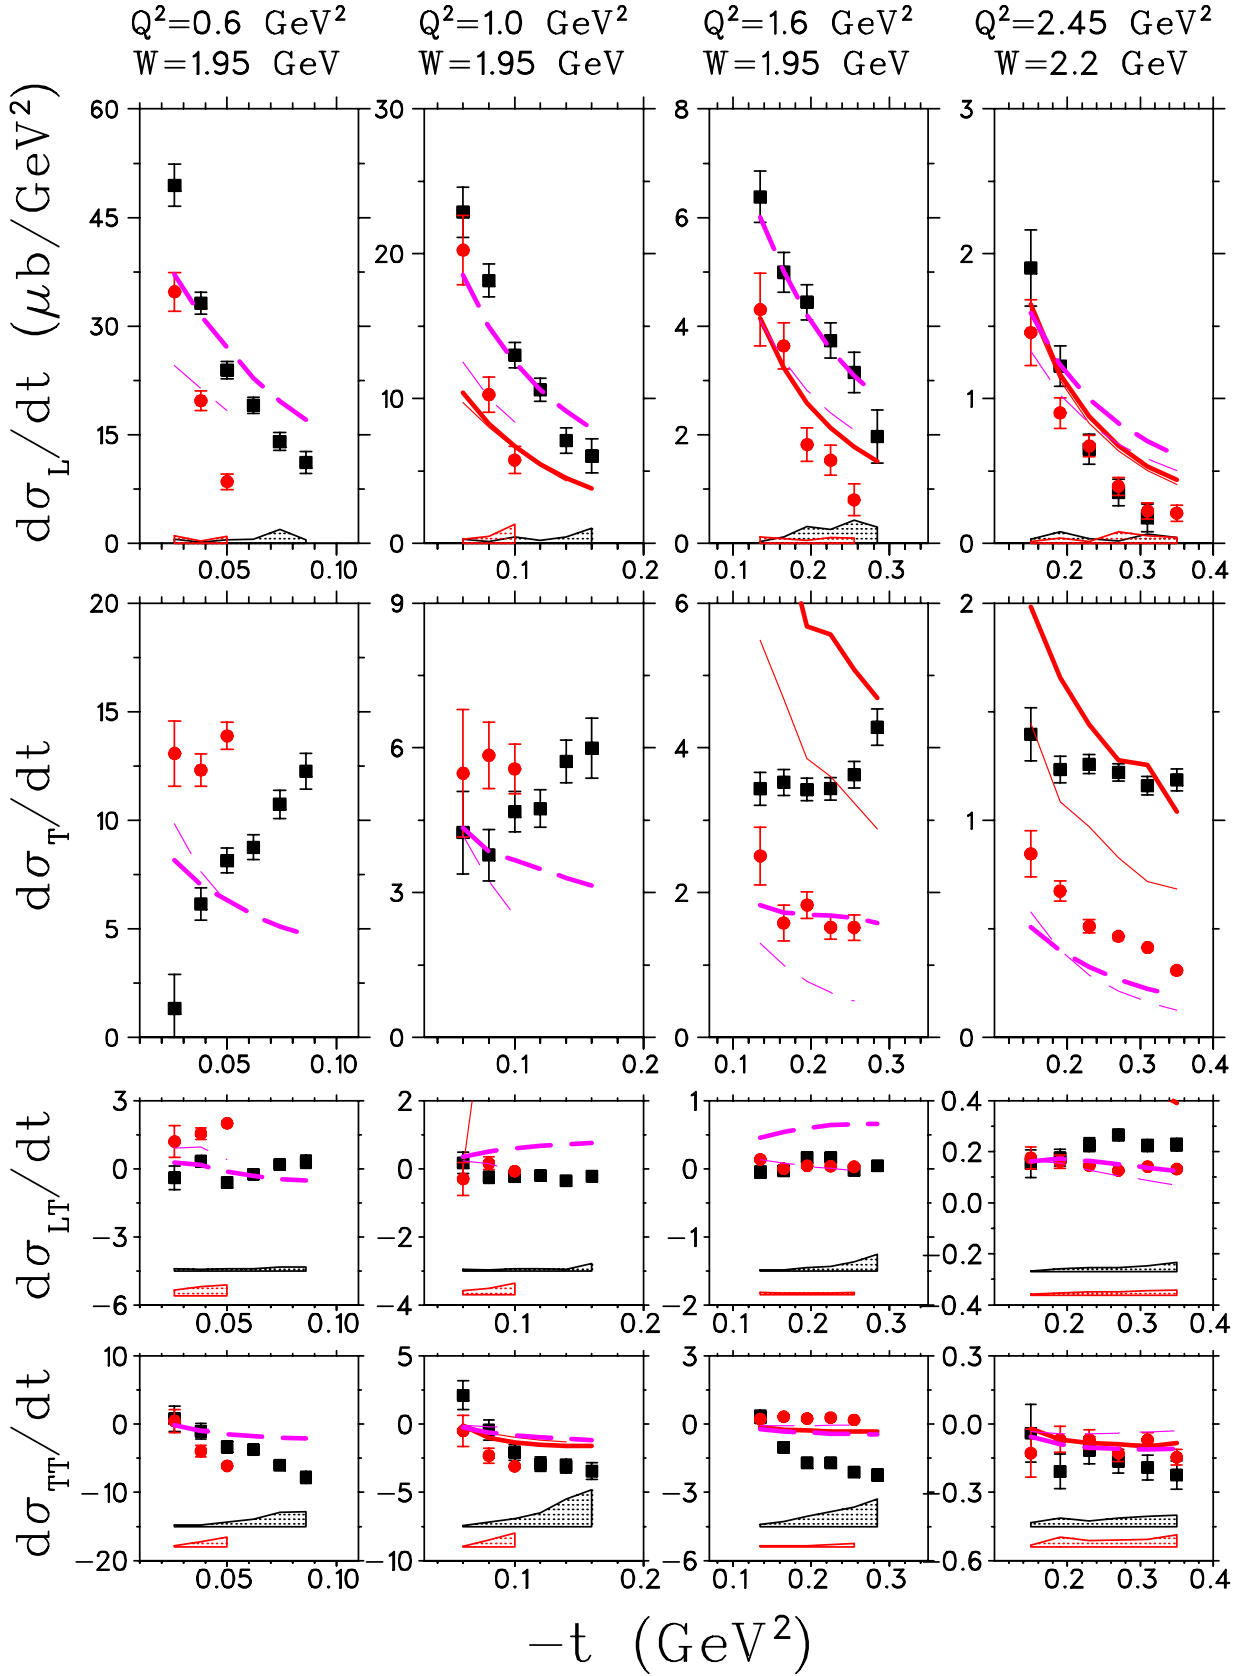 Q²=0.6 GeV² Q²=1.0 GeV² Q²=1.6 GeV² Q²=2.45 GeV²
W=1.95 GeV W=1.95 GeV W=1.95 GeV W=2.2 GeV
dσ_L/dt (μb/GeV²)
60 30 8 3
45 20 6 2
30 10 4 1
15 2
0 0 0 0
0.05 0.10 0.1 0.2 0.1 0.2 0.3 0.2 0.3 0.4
dσ_T/dt
20 9 6 2
15 6 4 1
10 3 2
5
0 0 0 0
0.05 0.10 0.1 0.2 0.1 0.2 0.3 0.2 0.3 0.4
dσ_LT/dt
3 2 1 0.4
0 0 0 0.2
−3 −2 −1 0.0
−0.2
−6 −4 −2 −0.4
0.05 0.10 0.1 0.2 0.1 0.2 0.3 0.2 0.3 0.4
dσ_TT/dt
10 5 3 0.3
0 0 0 −0.0
−10 −5 −3 −0.3
−20 −10 −6 −0.6
0.05 0.10 0.1 0.2 0.1 0.2 0.3 0.2 0.3 0.4
−t (GeV²)